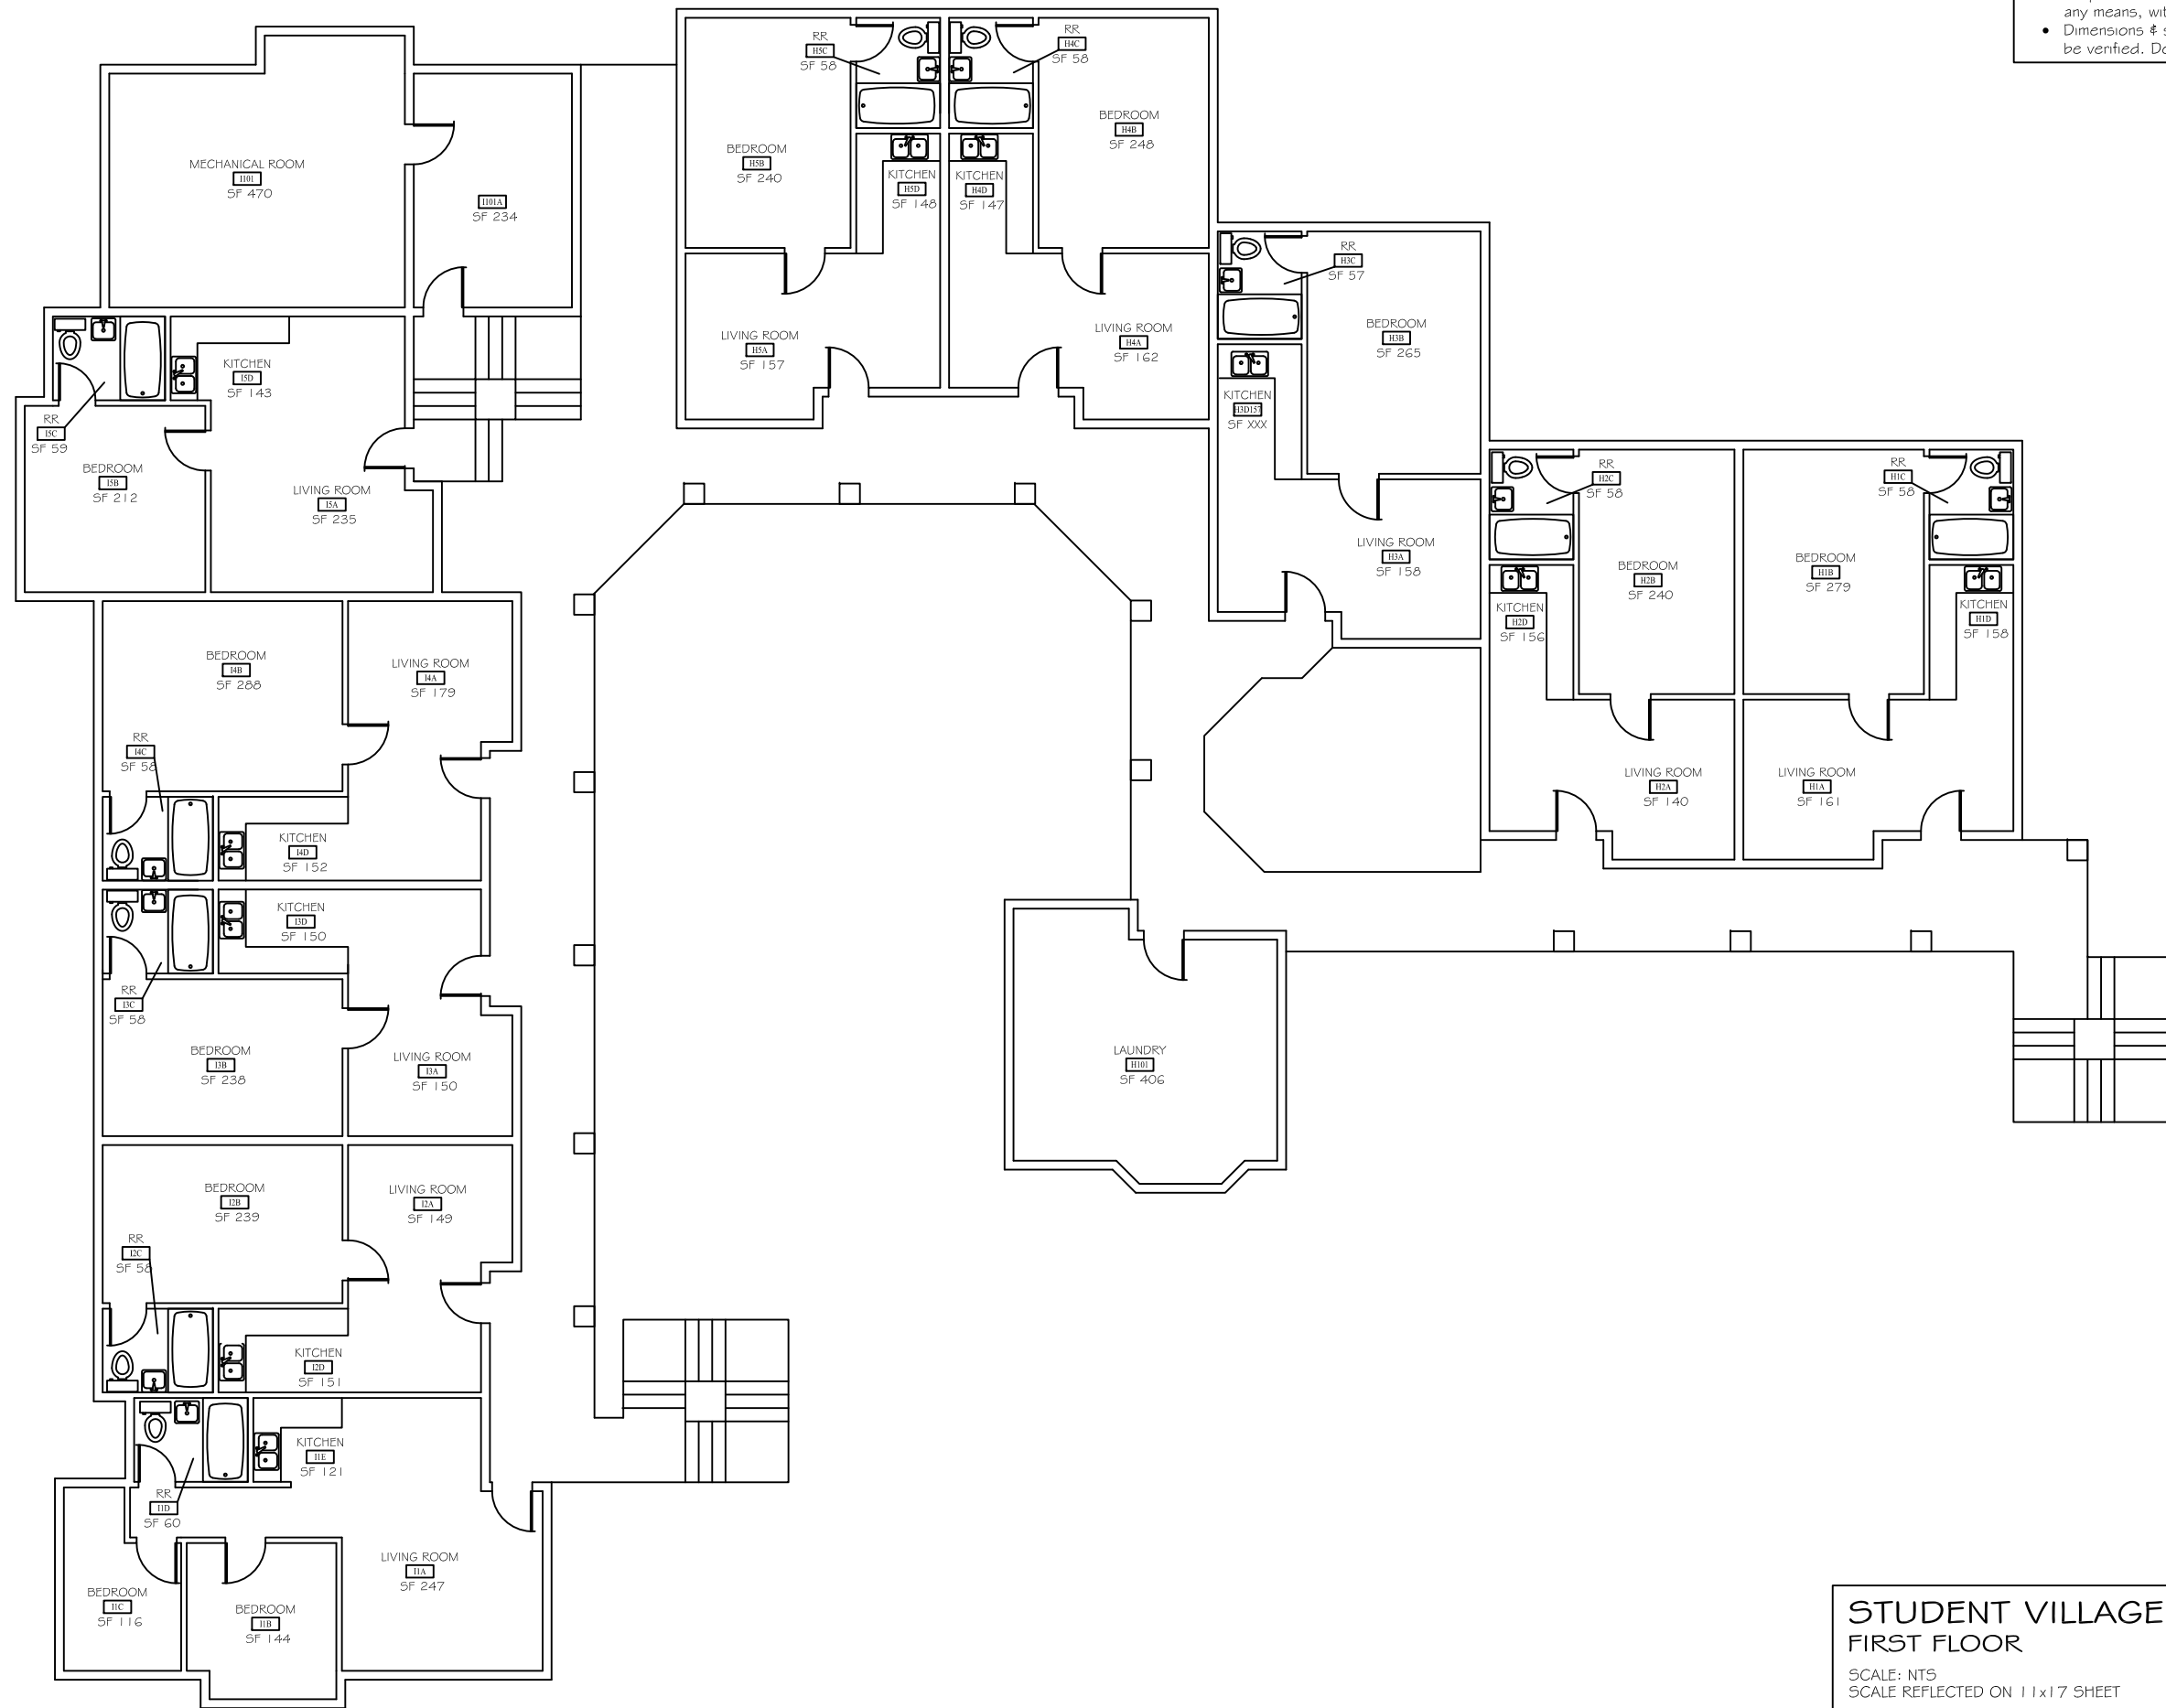 any means, wit
• Dimensions & s
be verified. Do
MECHANICAL ROOM
I101
SF 470
I101A
SF 234
BEDROOM
H5B
SF 240
RR
H5C
SF 58
RR
H4C
SF 58
BEDROOM
H4B
SF 248
KITCHEN
H5D
SF 148
KITCHEN
H4D
SF 147
LIVING ROOM
H5A
SF 157
LIVING ROOM
H4A
SF 162
RR
H3C
SF 57
BEDROOM
H3B
SF 265
KITCHEN
H3D157
SF XXX
LIVING ROOM
H3A
SF 158
RR
H2C
SF 58
RR
H1C
SF 58
BEDROOM
H2B
SF 240
BEDROOM
H1B
SF 279
KITCHEN
H2D
SF 156
KITCHEN
H1D
SF 158
LIVING ROOM
H2A
SF 140
LIVING ROOM
H1A
SF 161
KITCHEN
I5D
SF 143
RR
I5C
SF 59
BEDROOM
I5B
SF 212
LIVING ROOM
I5A
SF 235
BEDROOM
I4B
SF 288
LIVING ROOM
I4A
SF 179
RR
I4C
SF 58
KITCHEN
I4D
SF 152
KITCHEN
I3D
SF 150
RR
I3C
SF 58
BEDROOM
I3B
SF 238
LIVING ROOM
I3A
SF 150
LAUNDRY
H101
SF 406
BEDROOM
I2B
SF 239
LIVING ROOM
I2A
SF 149
RR
I2C
SF 58
KITCHEN
I2D
SF 151
KITCHEN
I1E
SF 121
RR
I1D
SF 60
LIVING ROOM
I1A
SF 247
BEDROOM
I1C
SF 116
BEDROOM
I1B
SF 144
STUDENT VILLAGE
FIRST FLOOR
SCALE: NTS
SCALE REFLECTED ON 11x17 SHEET